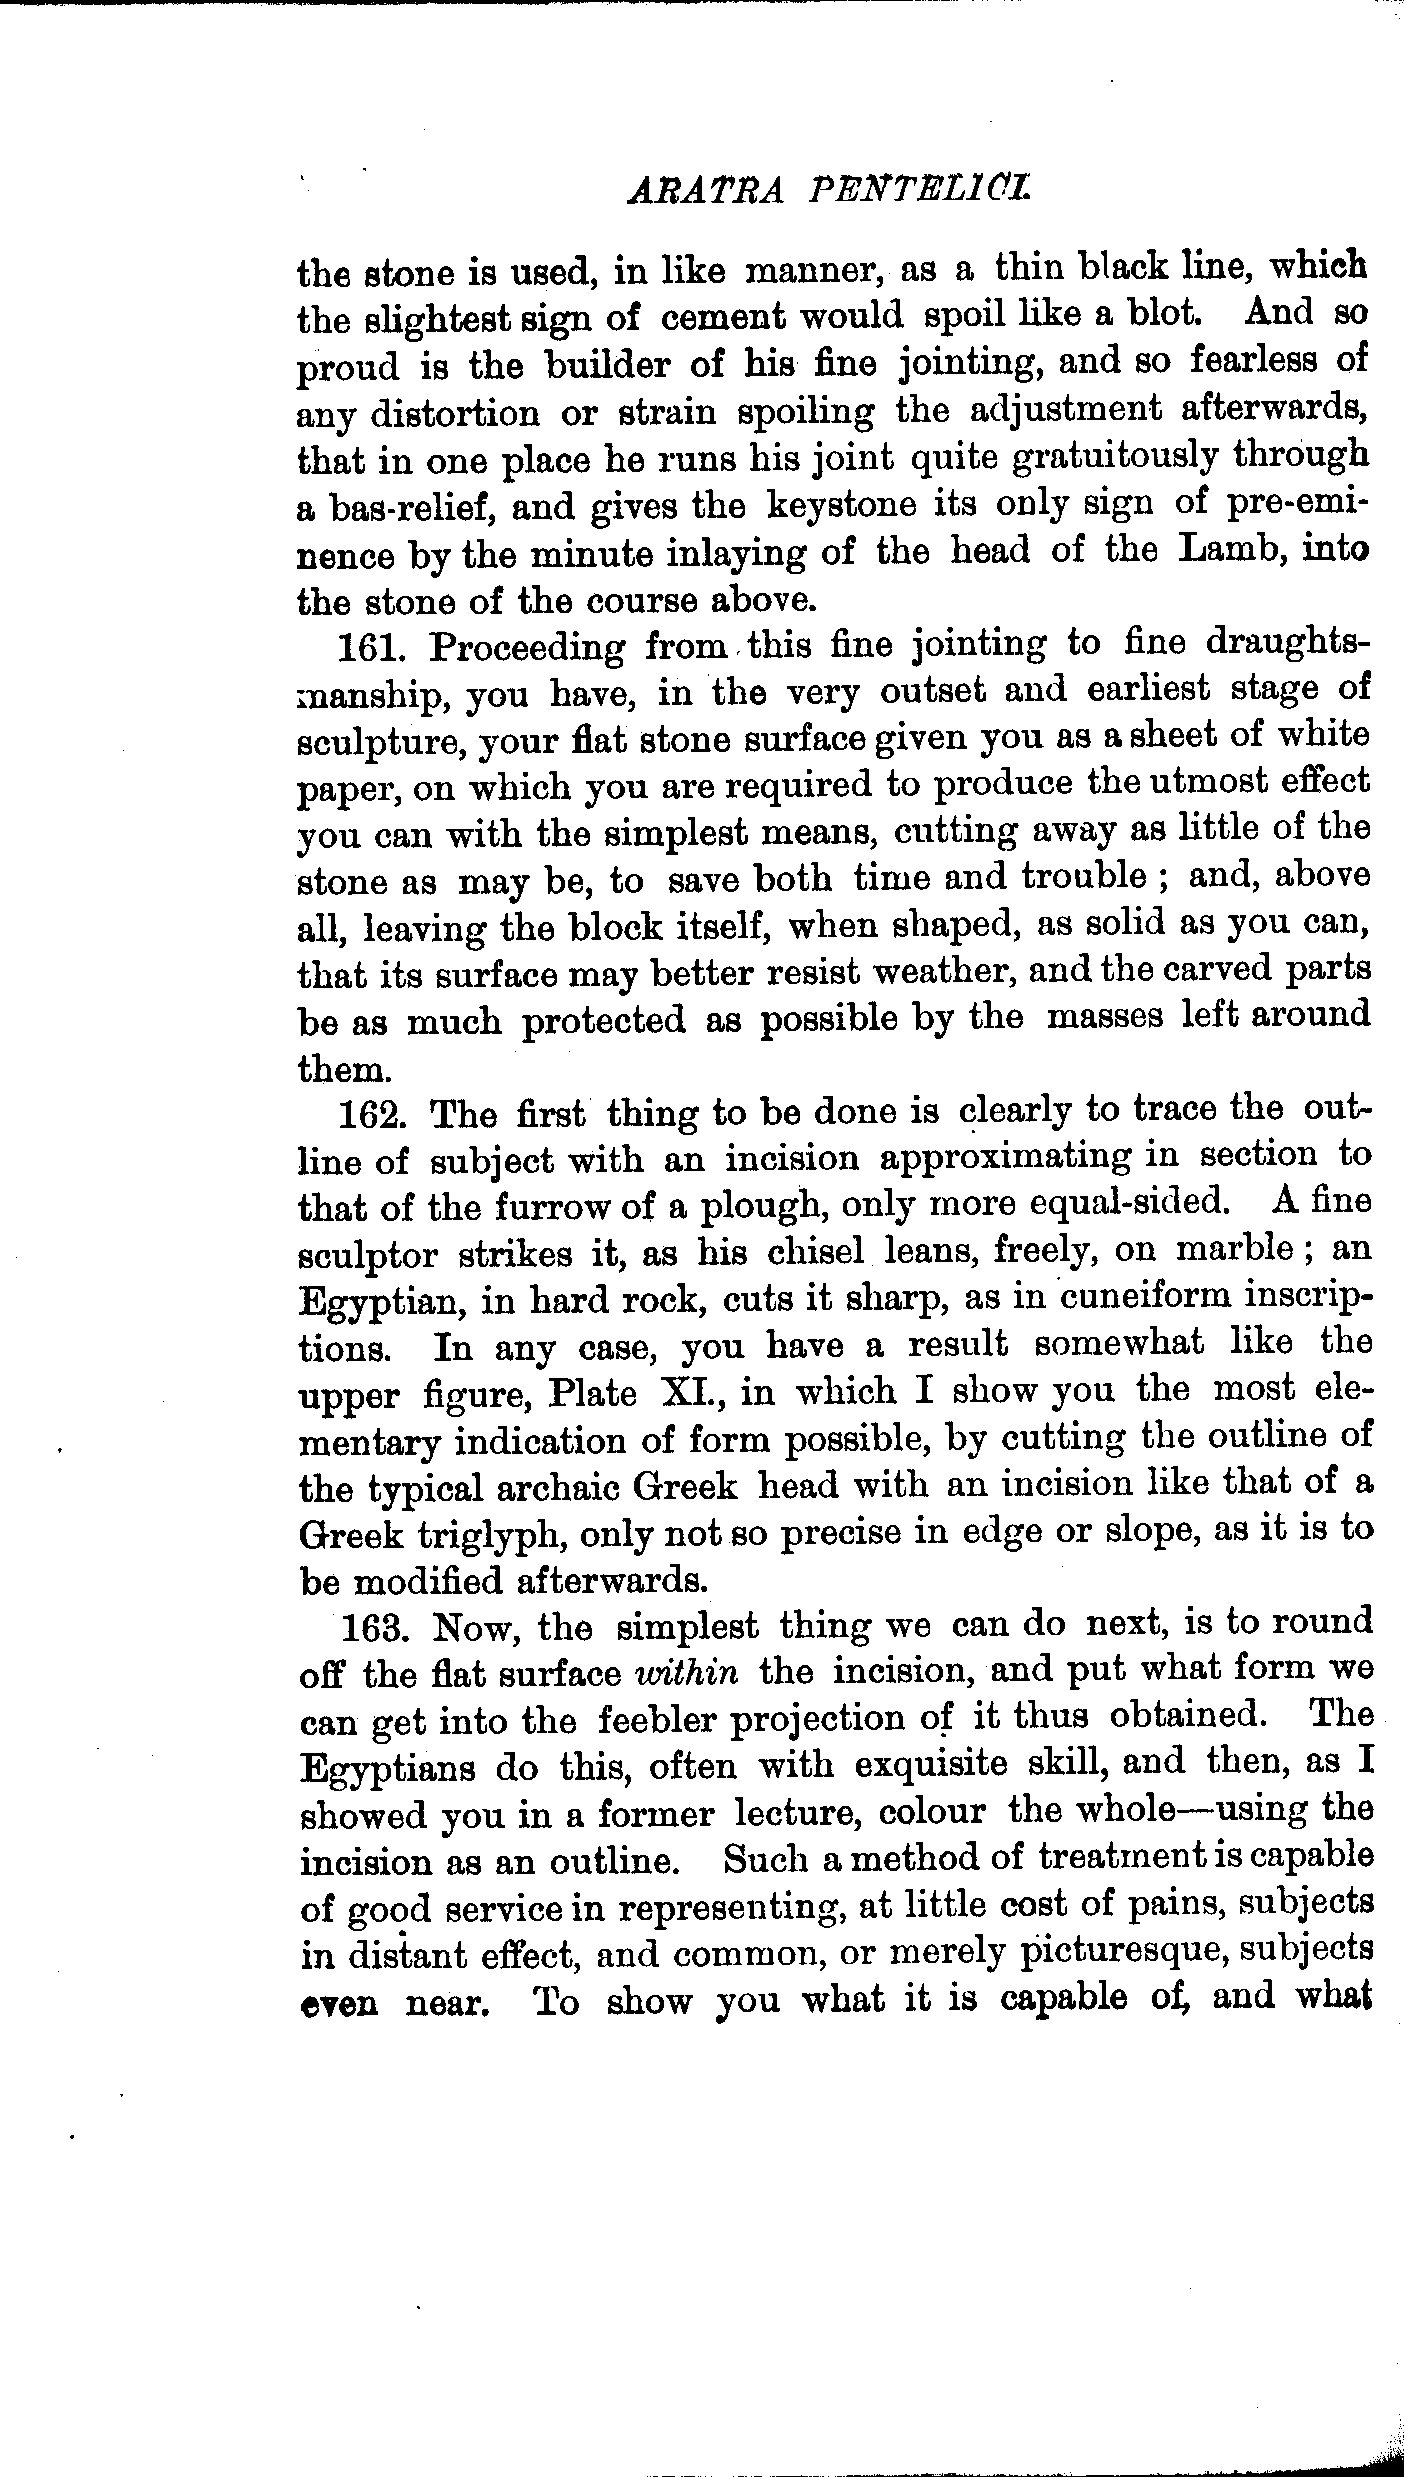 ARATRA PENTELICI.
the stone is used, in like manner, as a thin black line, which
the slightest sign of cement would spoil like a blot. And so
proud is the builder of his fine jointing, and so fearless of
any distortion or strain spoiling the adjustment afterwards,
that in one place he runs his joint quite gratuitously through
a bas-relief, and gives the keystone its only sign of pre-emi-
nence by the minute inlaying of the head of the Lamb, into
the stone of the course above.
161. Proceeding from this fine jointing to fine draughts-
manship, you have, in the very outset and earliest stage of
sculpture, your flat stone surface given you as a sheet of white
paper, on which you are required to produce the utmost effect
you can with the simplest means, cutting away as little of the
stone as may be, to save both time and trouble ; and, above
all, leaving the block itself, when shaped, as solid as you can,
that its surface may better resist weather, and the carved parts
be as much protected as possible by the masses left around
them.
162. The first thing to be done is clearly to trace the out-
line of subject with an incision approximating in section to
that of the furrow of a plough, only more equal-sided. A fine
sculptor strikes it, as his chisel leans, freely, on marble ; an
Egyptian, in hard rock, cuts it sharp, as in cuneiform inscrip-
tions. In any case, you have a result somewhat like the
upper figure, Plate XI., in which I show you the most ele-
mentary indication of form possible, by cutting the outline of
the typical archaic Greek head with an incision like that of a
Greek triglyph, only not so precise in edge or slope, as it is to
be modified afterwards.
163. Now, the simplest thing we can do next, is to round
off the flat surface within the incision, and put what form we
can get into the feebler projection of it thus obtained. The
Egyptians do this, often with exquisite skill, and then, as I
showed you in a former lecture, colour the whole—using the
incision as an outline. Such a method of treatment is capable
of good service in representing, at little cost of pains, subjects
in distant effect, and common, or merely picturesque, subjects
even near. To show you what it is capable of, and what